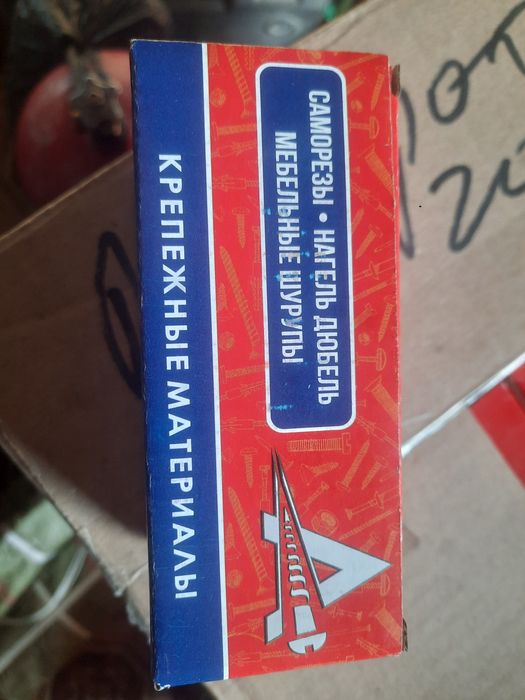 САМОРЕЗЫ • НАГЕЛЬ ДЮБЕЛЬ
МЕБЕЛЬНЫЕ ШУРУПЫ
КРЕПЕЖНЫЕ МАТЕРИАЛЫ